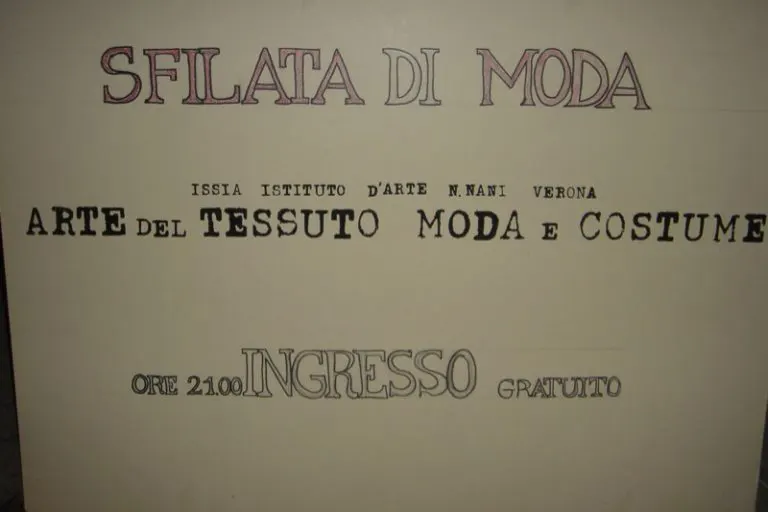 SFILATA DI MODA
ISSIA ISTITUTO D'ARTE N.NANI VERONA
ARTE DEL TESSUTO MODA E COSTUME
ORE 21.00 INGRESSO GRATUITO